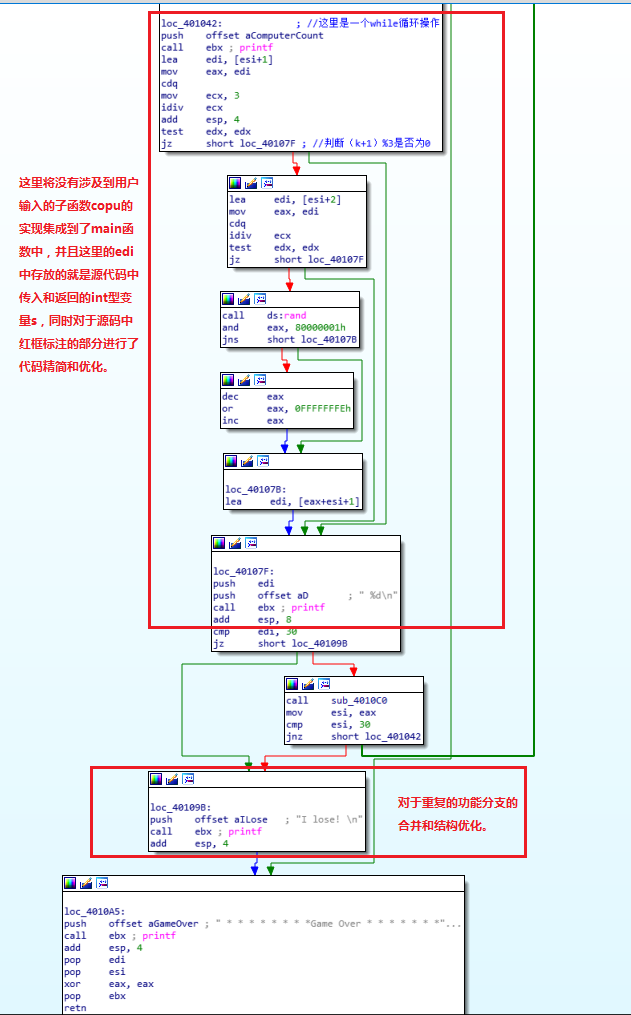 loc_401042: ; //这里是一个while循环操作
push offset aComputerCount
call ebx ; printf
lea edi, [esi+1]
mov eax, edi
cdq
mov ecx, 3
idiv ecx
add esp, 4
test edx, edx
jz short loc_40107F ; //判断（k+1）%3是否为0
这里将没有涉及到用户
输入的子函数copu的
实现集成到了main函
数中，并且这里的edi
中存放的就是源代码中
传入和返回的int型变
量s，同时对于源码中
红框标注的部分进行了
代码精简和优化。
lea edi, [esi+2]
mov eax, edi
cdq
idiv ecx
test edx, edx
jz short loc_40107F
call ds:rand
and eax, 80000001h
jns short loc_40107B
dec eax
or eax, 0FFFFFFFEh
inc eax
loc_40107B:
lea edi, [eax+esi+1]
loc_40107F:
push edi
push offset aD ; " %d\n"
call ebx ; printf
add esp, 8
cmp edi, 30
jz short loc_40109B
call sub_4010C0
mov esi, eax
cmp esi, 30
jnz short loc_401042
loc_40109B:
push offset aILose ; "I lose! \n"
call ebx ; printf
add esp, 4
对于重复的功能分支的
合并和结构优化。
loc_4010A5:
push offset aGameOver ; " * * * * * * * *Game Over * * * * * * *"...
call ebx ; printf
add esp, 4
pop edi
pop esi
xor eax, eax
pop ebx
retn